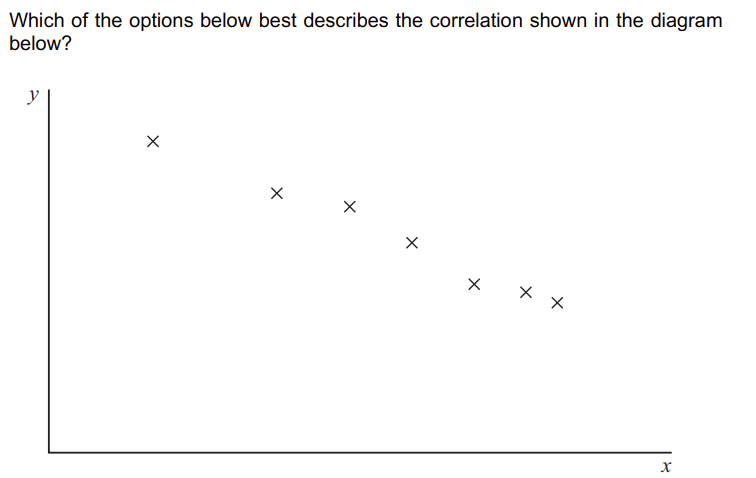 Which of the options below best describes the correlation shown in the diagram
below?
y
x